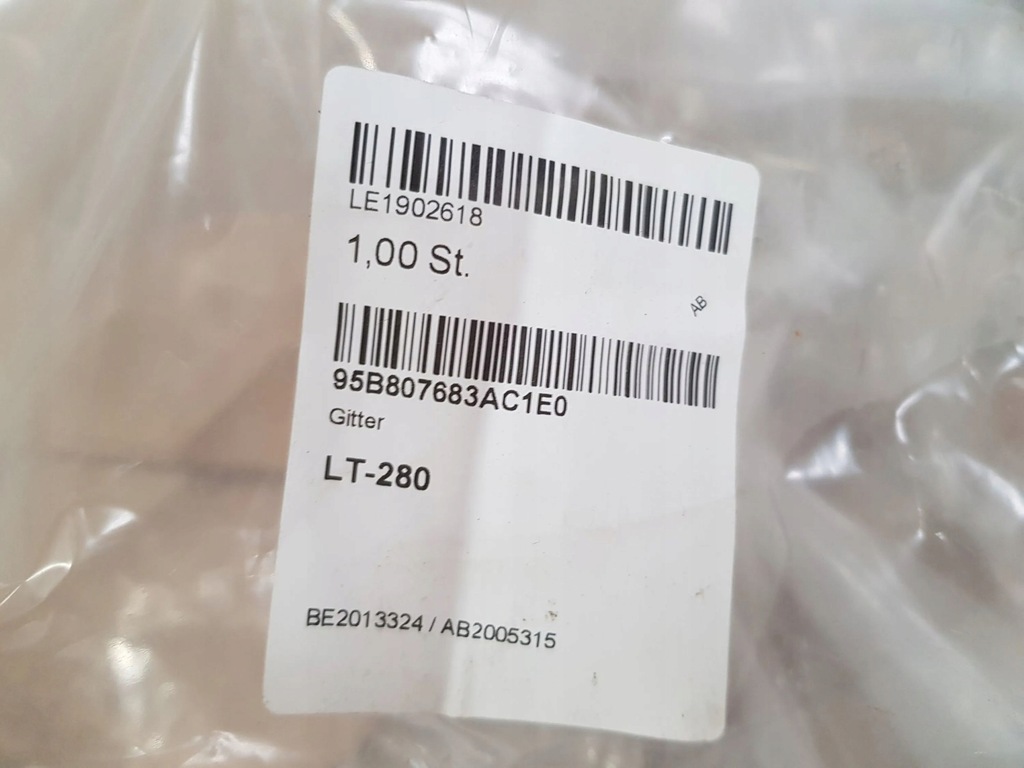 LE1902618
1,00 St.
AB
95B807683AC1E0
Gitter
LT-280
BE2013324 / AB2005315